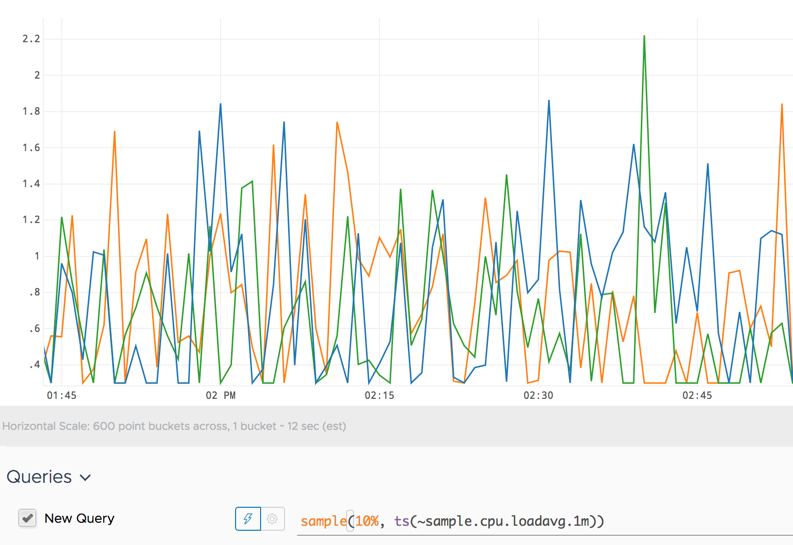 2.2
2
1.8
1.6
1.4
1.2
1
.8
.6
.4
01:45 02 PM 02:15 02:30 02:45
Horizontal Scale: 600 point buckets across, 1 bucket ~ 12 sec (est)
Queries
New Query sample(10%, ts(~sample.cpu.loadavg.1m))